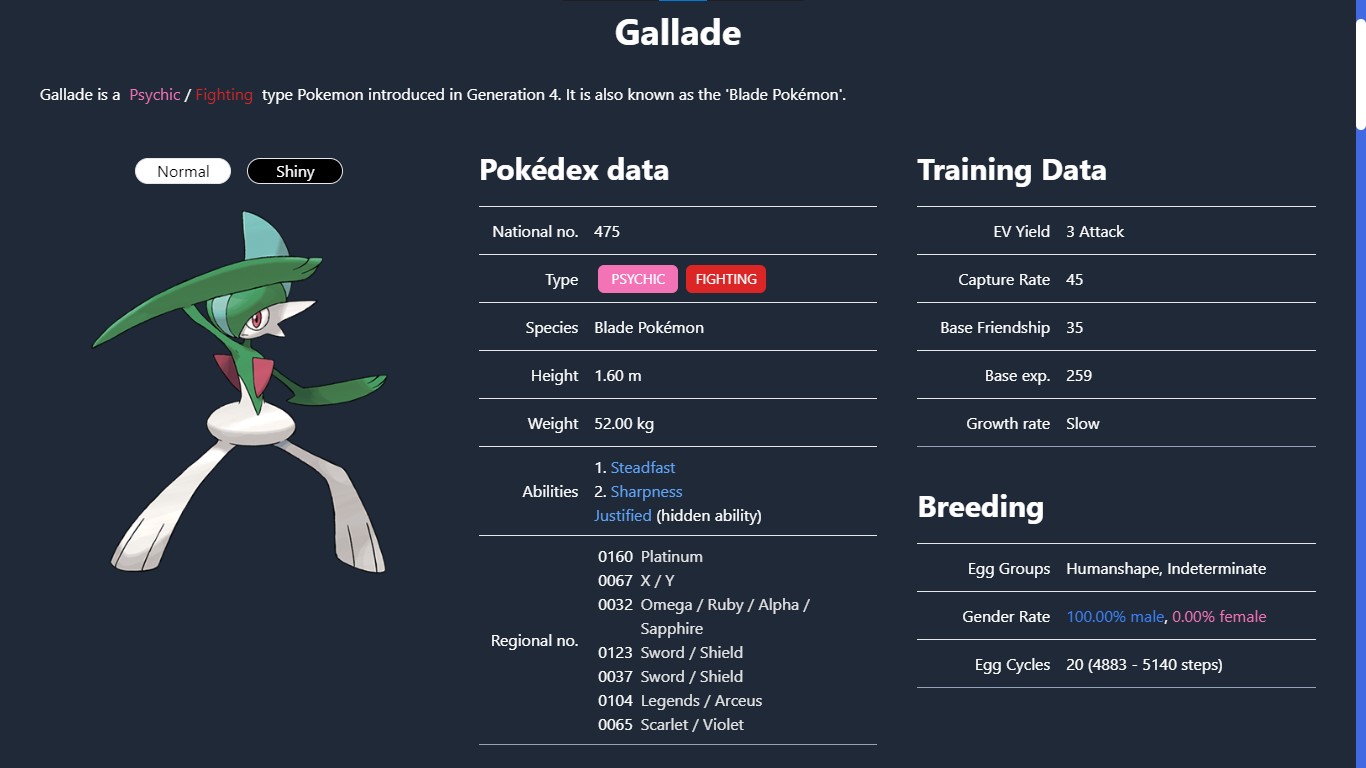 Gallade
Gallade is a Psychic / Fighting type Pokemon introduced in Generation 4. It is also known as the 'Blade Pokémon'.
Normal
Shiny
Pokédex data
National no. 475
Type PSYCHIC FIGHTING
Species Blade Pokémon
Height 1.60 m
Weight 52.00 kg
Abilities
1. Steadfast
2. Sharpness
Justified (hidden ability)
Regional no.
0160 Platinum
0067 X / Y
0032 Omega / Ruby / Alpha /
Sapphire
0123 Sword / Shield
0037 Sword / Shield
0104 Legends / Arceus
0065 Scarlet / Violet
Training Data
EV Yield 3 Attack
Capture Rate 45
Base Friendship 35
Base exp. 259
Growth rate Slow
Breeding
Egg Groups Humanshape, Indeterminate
Gender Rate 100.00% male, 0.00% female
Egg Cycles 20 (4883 - 5140 steps)